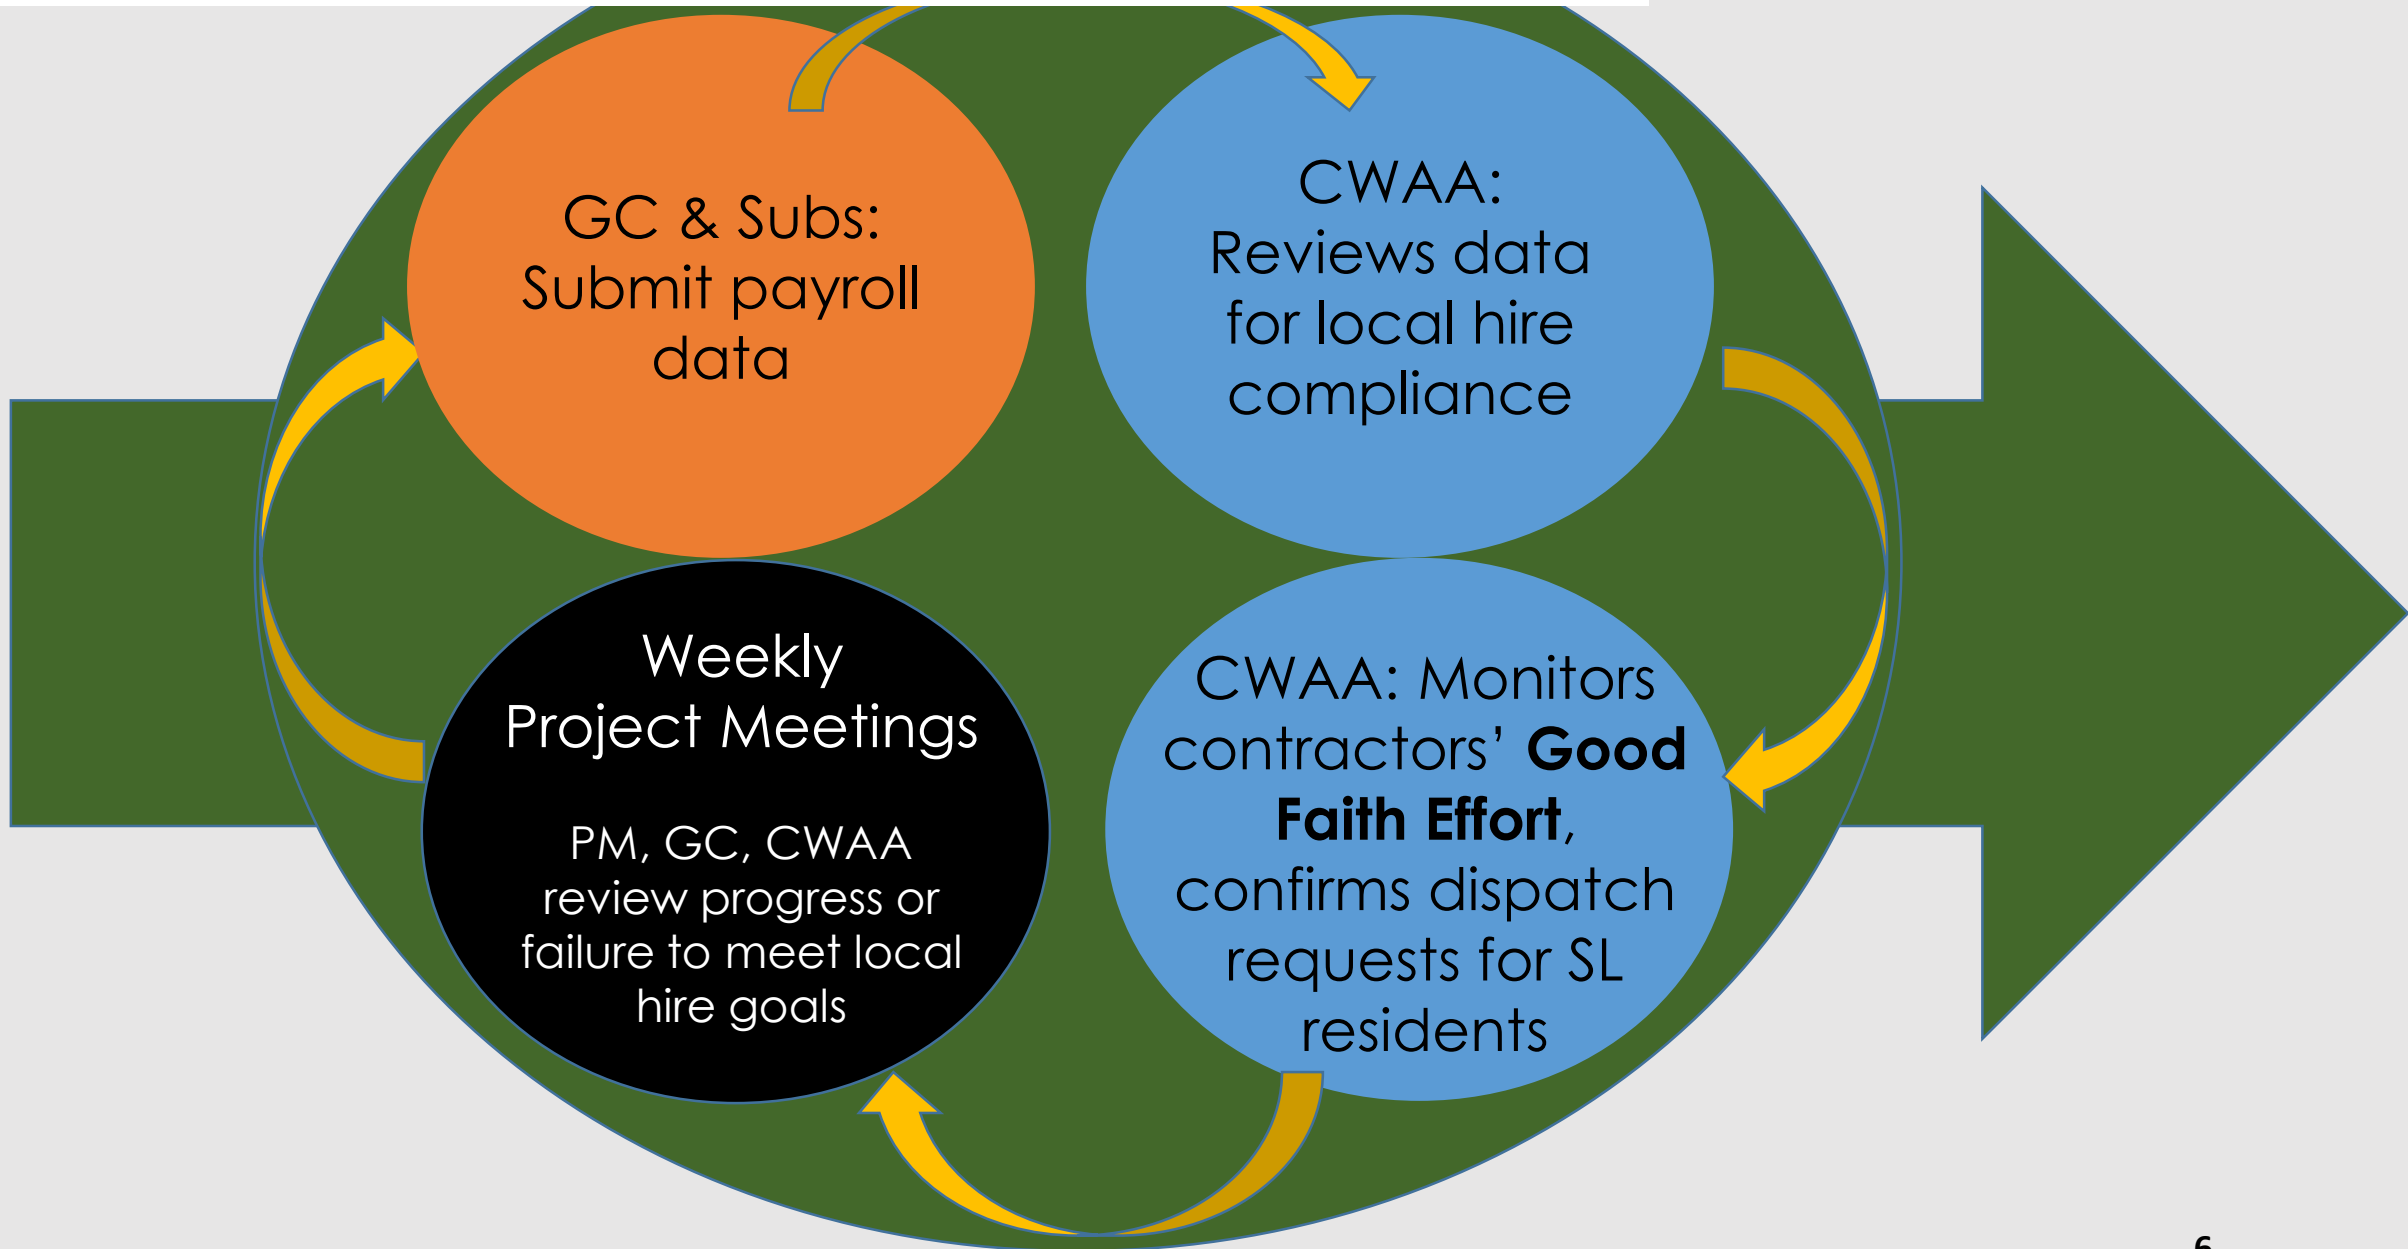 GC & Subs:
Submit payroll
data
CWAA:
Reviews data
for local hire
compliance
Weekly
Project Meetings
PM, GC, CWAA
review progress or
failure to meet local
hire goals
CWAA: Monitors
contractors’ Good
Faith Effort,
confirms dispatch
requests for SL
residents
6